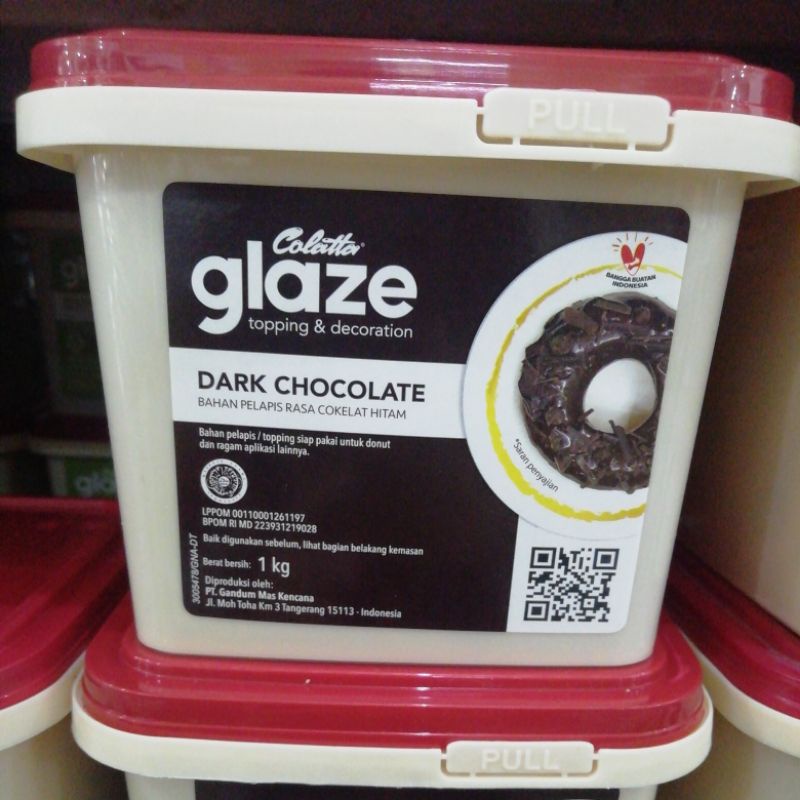 PULL
Colatta®
glaze
topping & decoration
BANGGA BUATAN
INDONESIA
DARK CHOCOLATE
BAHAN PELAPIS RASA COKELAT HITAM
Bahan pelapis / topping siap pakai untuk donut
dan ragam aplikasi lainnya.
*Saran penyajian
LPPOM 00110001261197
BPOM RI MD 223931219028
Baik digunakan sebelum, lihat bagian belakang kemasan
Berat bersih: 1 kg
Diproduksi oleh:
PT. Gandum Mas Kencana
Jl. Moh Toha Km 3 Tangerang 15113 - Indonesia
3005478/GNA-DT
PULL